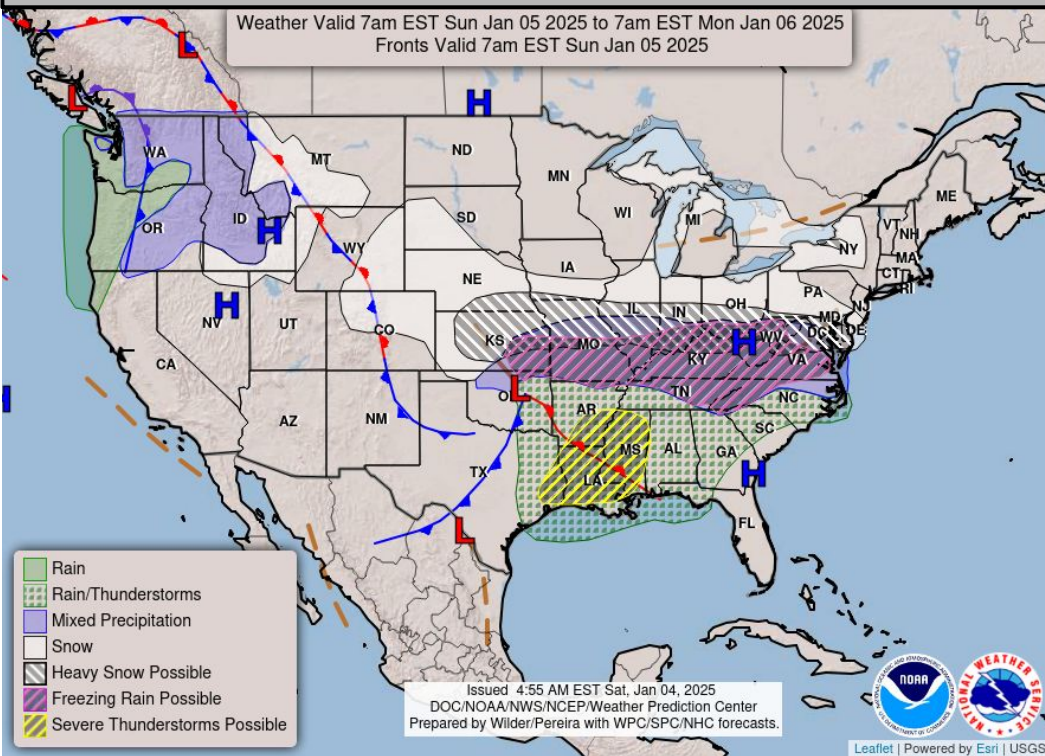 Weather Valid 7am EST Sun Jan 05 2025 to 7am EST Mon Jan 06 2025
Fronts Valid 7am EST Sun Jan 05 2025
L
L
H
WA
MT
ND
MN
ME
OR
ID
H
WY
SD
WI
MI
VT
NH
NY
MA
CT
RI
H
NV
UT
CO
NE
IA
IL
IN
OH
PA
NJ
MD
DE
DC
H
CA
KS
MO
KY
H
WV
VA
AZ
NM
L
AR
TN
NC
SC
TX
LA
MS
AL
GA
H
L
FL
Rain
Rain/Thunderstorms
Mixed Precipitation
Snow
Heavy Snow Possible
Freezing Rain Possible
Severe Thunderstorms Possible
Issued 4:55 AM EST Sat, Jan 04, 2025
DOC/NOAA/NWS/NCEP/Weather Prediction Center
Prepared by Wilder/Pereira with WPC/SPC/NHC forecasts.
NOAA
NATIONAL WEATHER SERVICE
Leaflet | Powered by Esri | USGS